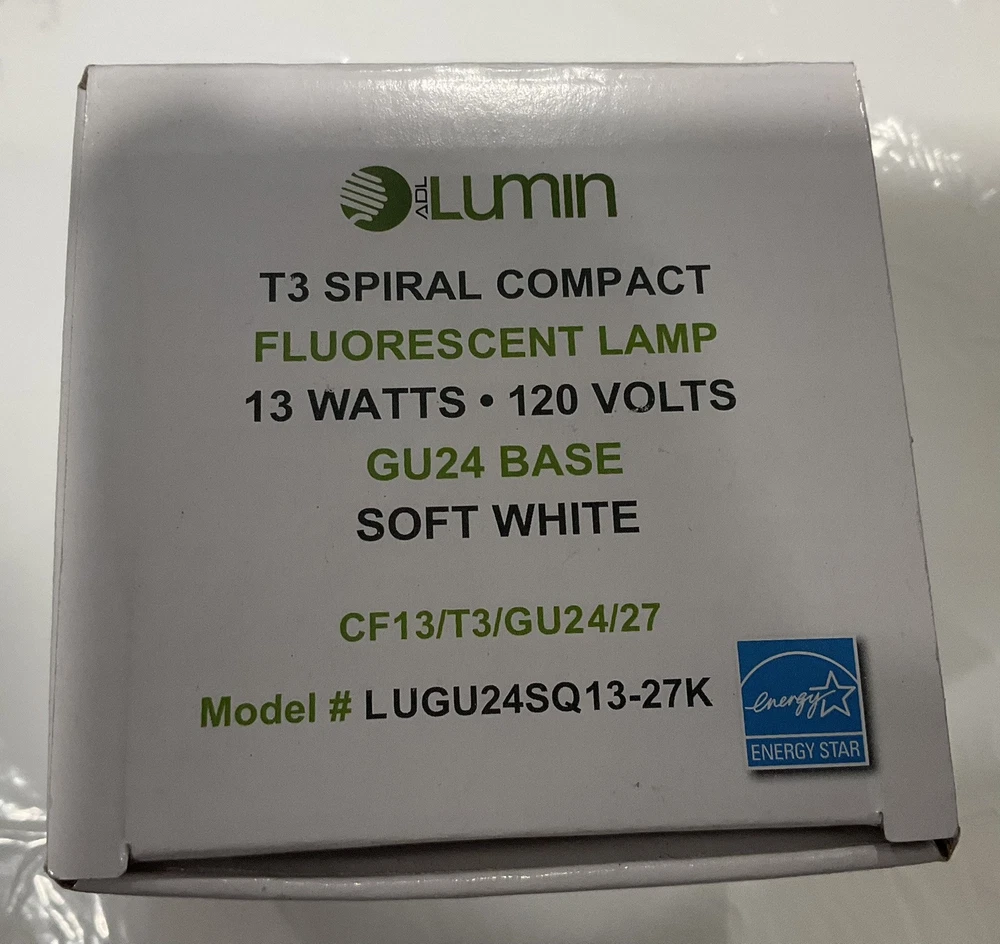 ADL LUMIN
T3 SPIRAL COMPACT
FLUORESCENT LAMP
13 WATTS • 120 VOLTS
GU24 BASE
SOFT WHITE
CF13/T3/GU24/27
Model # LUGU24SQ13-27K
energy
ENERGY STAR